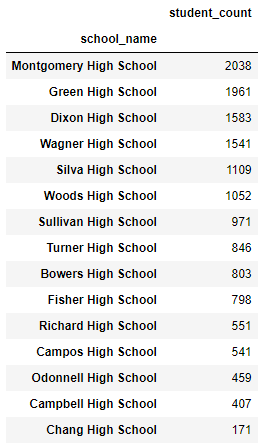 student_count
school_name
Montgomery High School 2038
Green High School 1961
Dixon High School 1583
Wagner High School 1541
Silva High School 1109
Woods High School 1052
Sullivan High School 971
Turner High School 846
Bowers High School 803
Fisher High School 798
Richard High School 551
Campos High School 541
Odonnell High School 459
Campbell High School 407
Chang High School 171